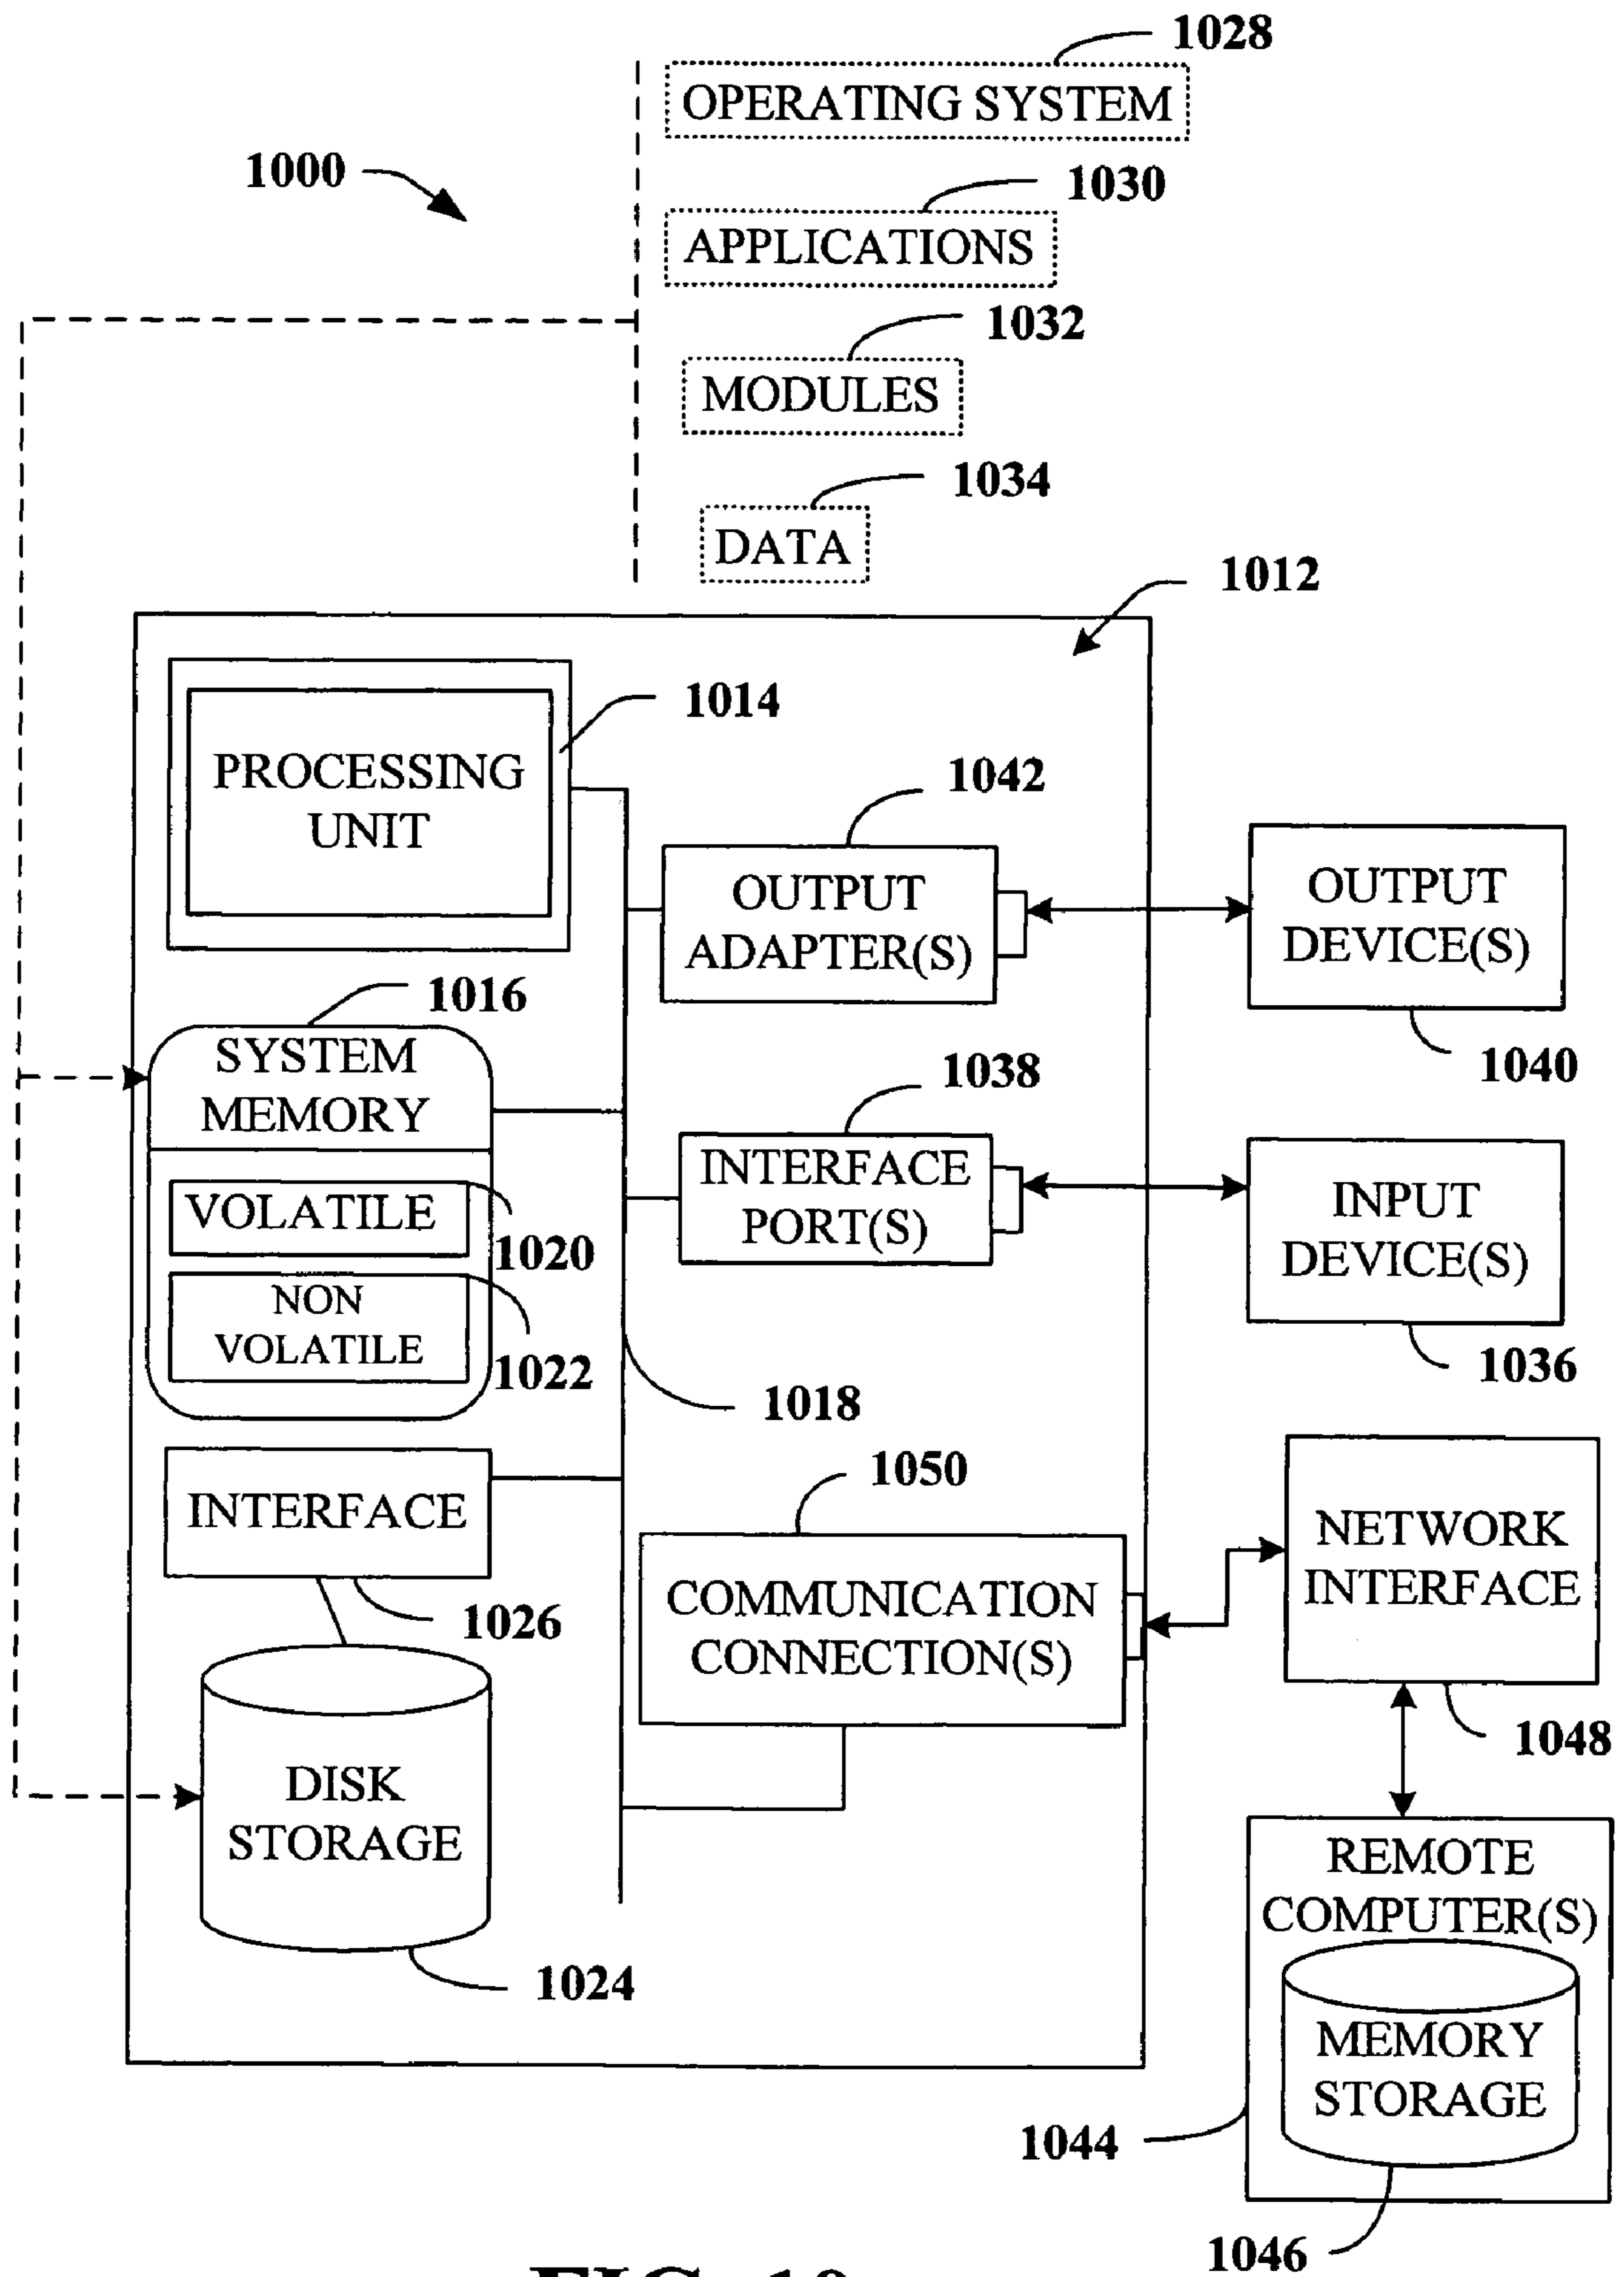 1028
OPERATING SYSTEM
1000
1030
APPLICATIONS
1032
MODULES
1034
DATA
1012
1014
PROCESSING
UNIT
1042
OUTPUT
ADAPTER(S)
OUTPUT
DEVICE(S)
1040
1016
SYSTEM
MEMORY
1038
INTERFACE
PORT(S)
INPUT
DEVICE(S)
1036
VOLATILE
1020
NON
VOLATILE
1022
1018
INTERFACE
1026
1050
COMMUNICATION
CONNECTION(S)
NETWORK
INTERFACE
1048
DISK
STORAGE
1024
REMOTE
COMPUTER(S)
MEMORY
STORAGE
1044
1046